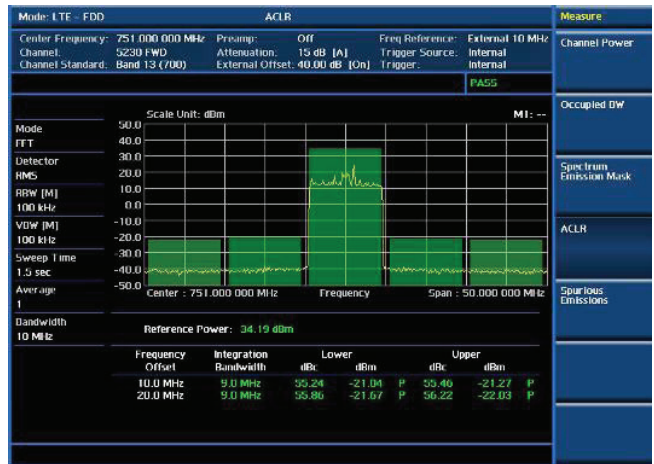 Mode: LTE - FDD ACLR Measure
Center Frequency: 751.000 000 MHz Preamp: Off Freq Reference: External 10 MHz
Channel: 5230 FWD Attenuation: 15 dB [A] Trigger Source: Internal
Channel Standard: Band 13 (700) External Offset: 40.00 dB [On] Trigger: Internal
PASS
Channel Power
Occupied BW
Spectrum
Emission Mask
ACLR
Spurious
Emissions
Scale Unit: dBm M1: --
Mode
FFT
Detector
RMS
RBW [M]
100 kHz
VBW [M]
100 kHz
Sweep Time
1.5 sec
Average
1
Bandwidth
10 MHz
50.0
40.0
30.0
20.0
10.0
0.0
-10.0
-20.0
-30.0
-40.0
-50.0
Center : 751.000 000 MHz Frequency Span : 50.000 000 MHz
Reference Power: 34.19 dBm
Frequency Integration Lower Upper
Offset Bandwidth dBc dBm dBc dBm
10.0 MHz 9.0 MHz 55.24 -21.04 P 55.46 -21.27 P
20.0 MHz 9.0 MHz 55.86 -21.67 P 56.22 -22.03 P